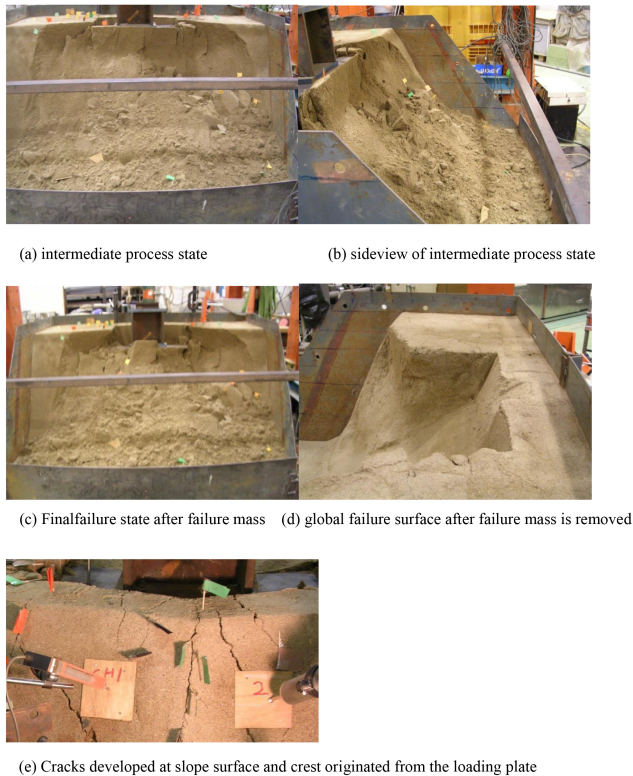 (a) intermediate process state
(b) sideview of intermediate process state
(c) Finalfailure state after failure mass
(d) global failure surface after failure mass is removed
CH1
2
(e) Cracks developed at slope surface and crest originated from the loading plate